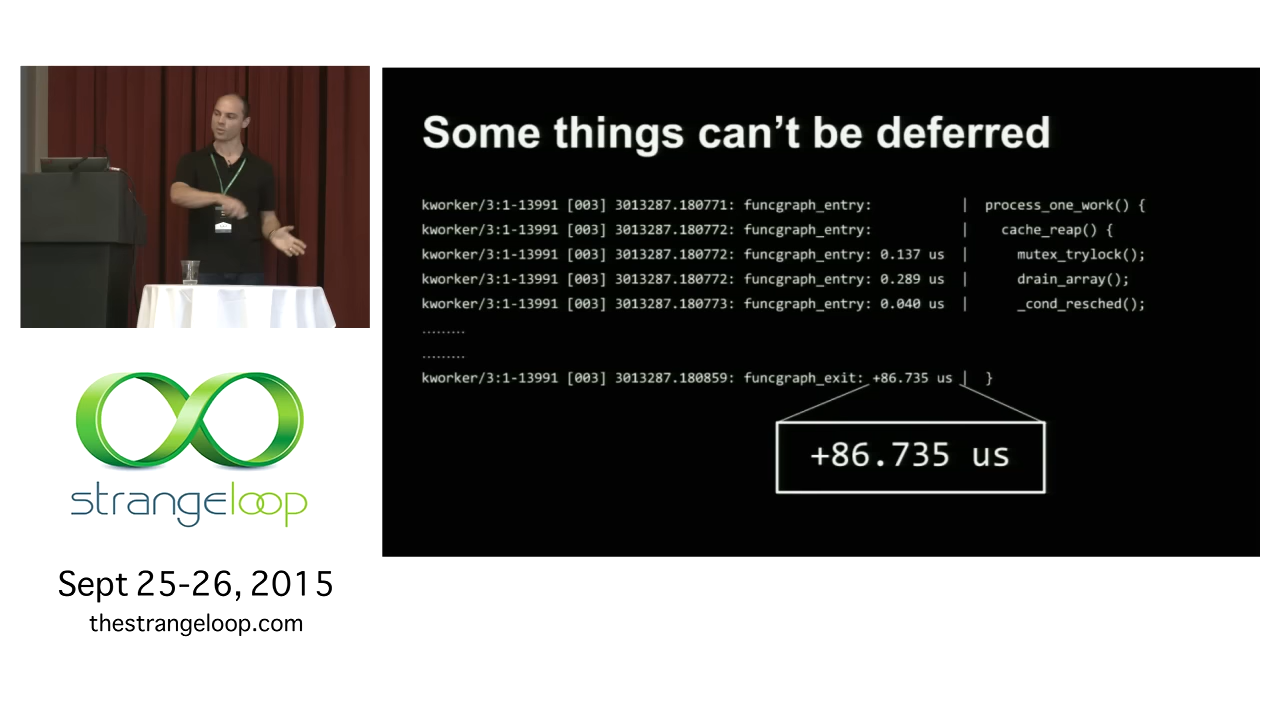 Some things can't be deferred
kworker/3:1-13991 [003] 3013287.180771: funcgraph_entry: | process_one_work() {
kworker/3:1-13991 [003] 3013287.180772: funcgraph_entry: | cache_reap() {
kworker/3:1-13991 [003] 3013287.180772: funcgraph_entry: 0.137 us | mutex_trylock();
kworker/3:1-13991 [003] 3013287.180772: funcgraph_entry: 0.289 us | drain_array();
kworker/3:1-13991 [003] 3013287.180773: funcgraph_entry: 0.040 us | _cond_resched();
.........
.........
kworker/3:1-13991 [003] 3013287.180859: funcgraph_exit: +86.735 us | }
+86.735 us
strangeloop
Sept 25-26, 2015
thestrangeloop.com